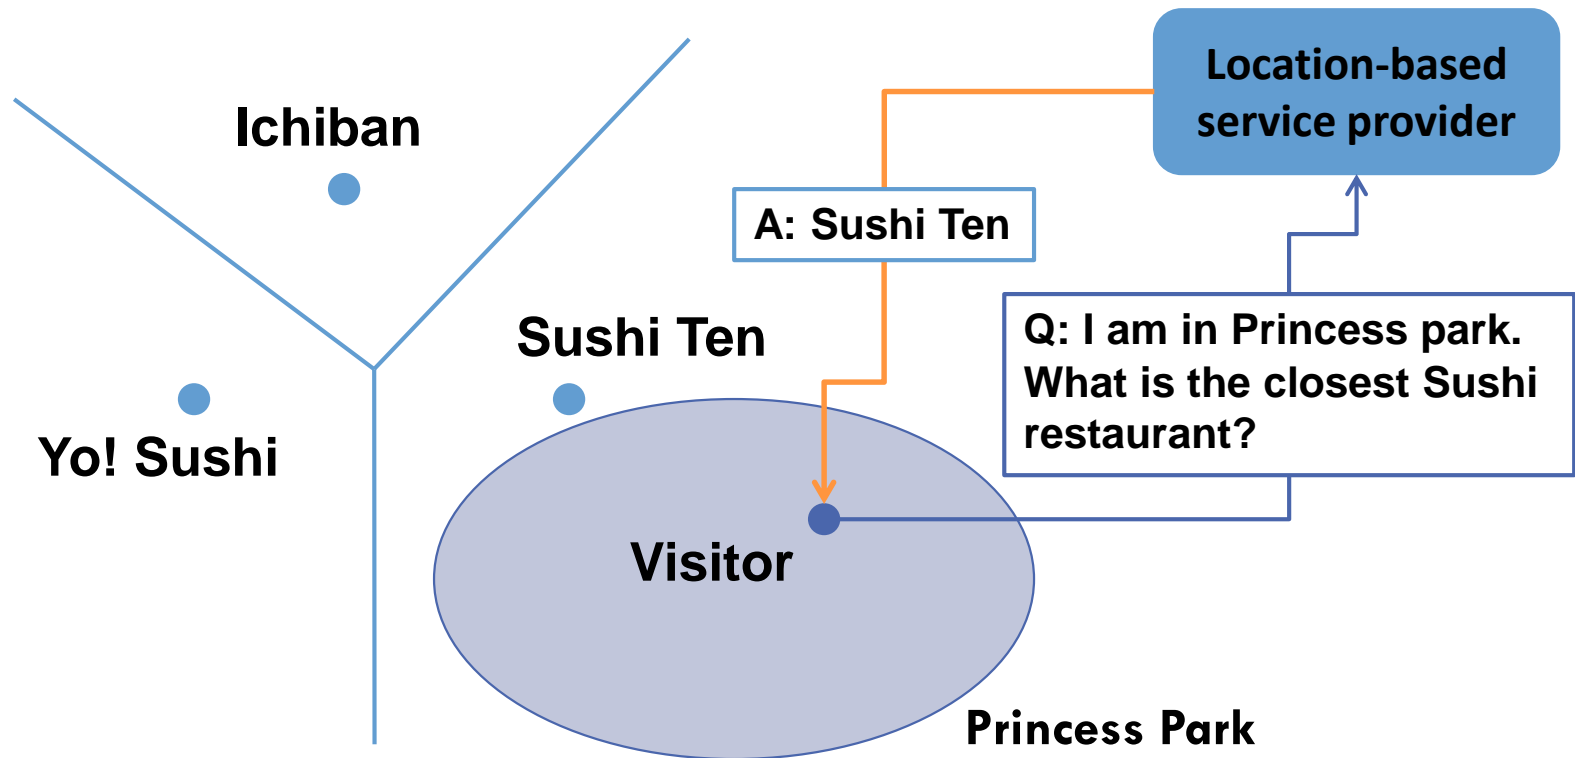 Location-based
service provider
Ichiban
A: Sushi Ten
Sushi Ten
Q: I am in Princess park.
What is the closest Sushi
restaurant?
Yo! Sushi
Visitor
Princess Park